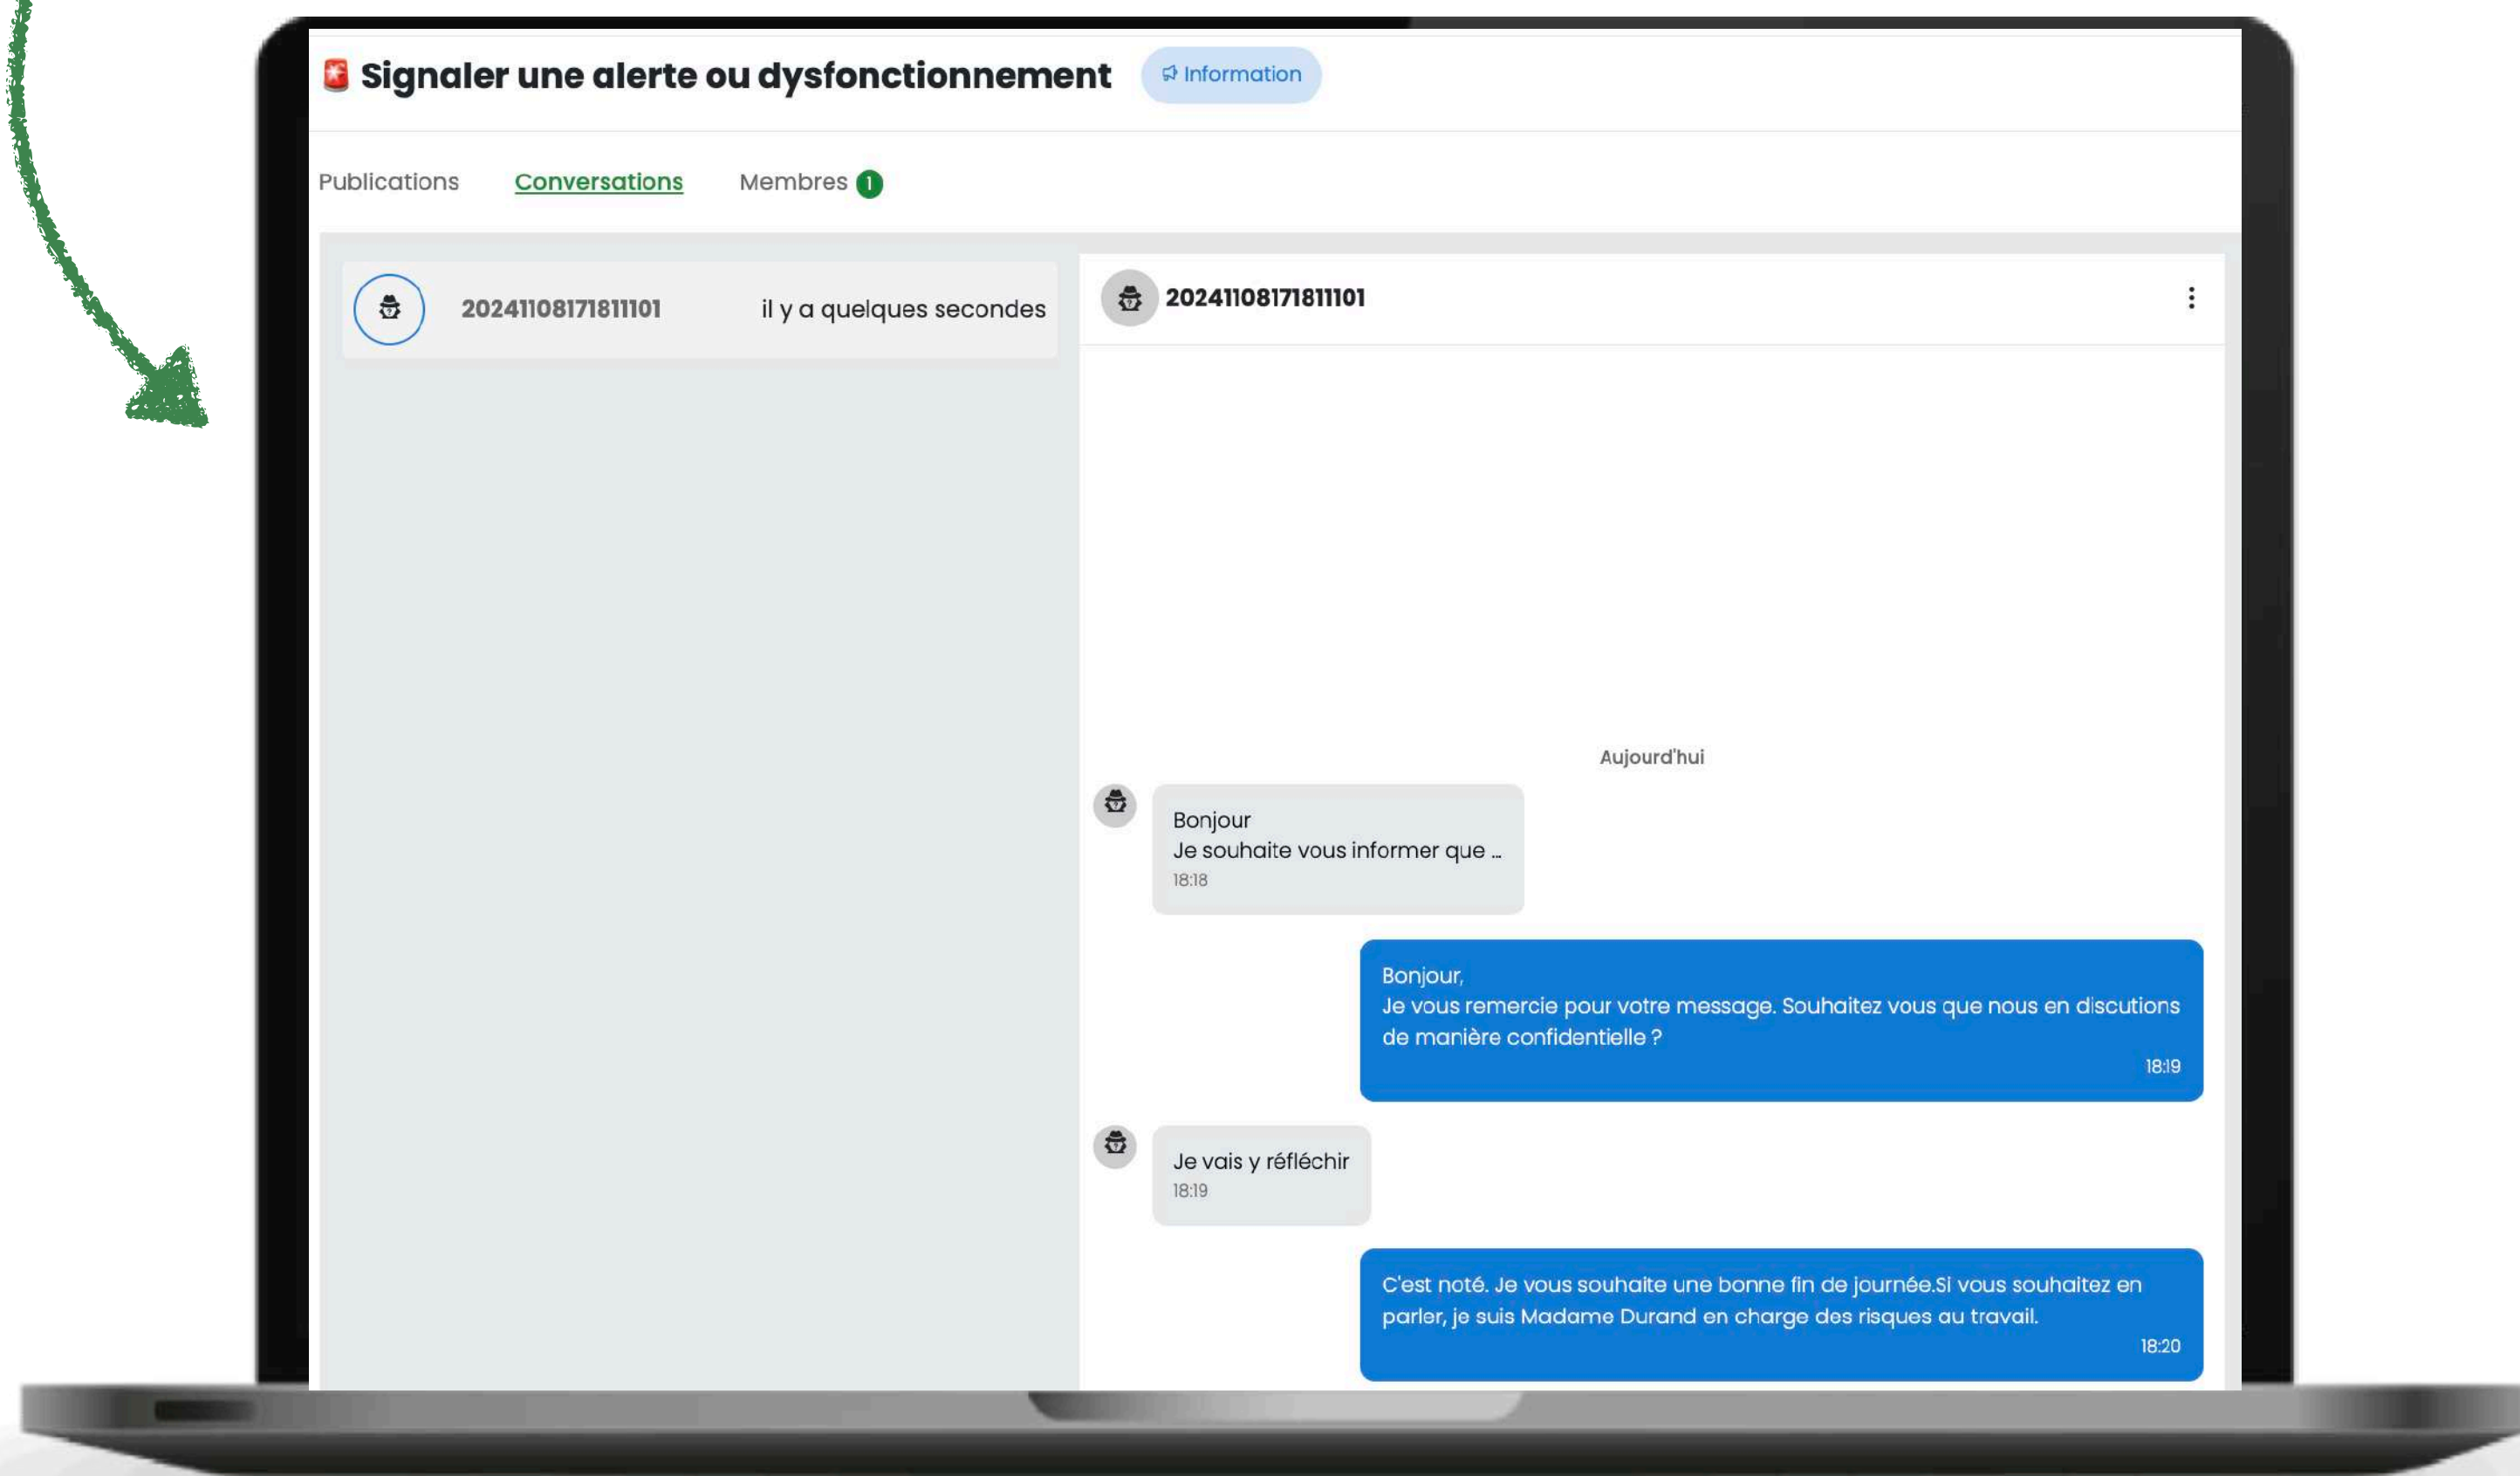 Signaler une alerte ou dysfonctionnement
Information
Publications
Conversations
Membres 1
20241108171811101
il y a quelques secondes
20241108171811101
Aujourd'hui
Bonjour
Je souhaite vous informer que ...
18:18
Bonjour,
Je vous remercie pour votre message. Souhaitez vous que nous en discutions
de manière confidentielle ?
18:19
Je vais y réfléchir
18:19
C'est noté. Je vous souhaite une bonne fin de journée.Si vous souhaitez en
parler, je suis Madame Durand en charge des risques au travail.
18:20